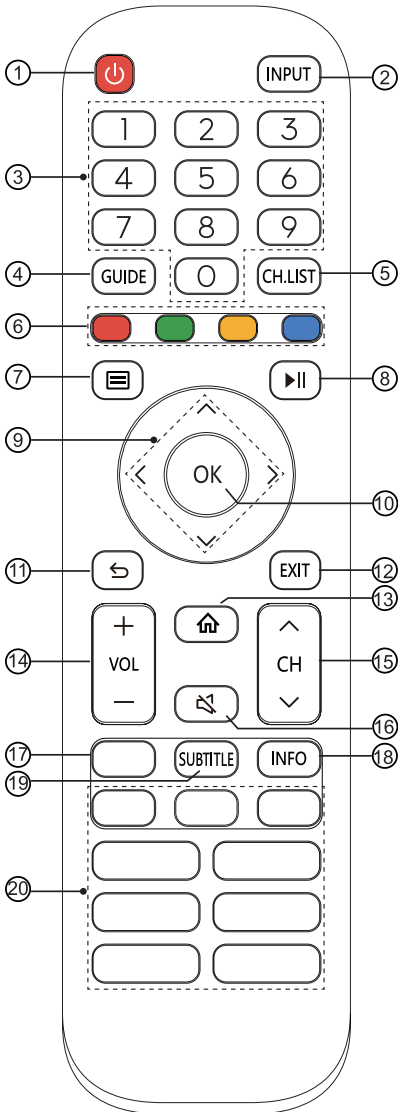 ① ② INPUT
1 2 3
③ 4 5 6
7 8 9
④ GUIDE 0 CH.LIST ⑤
⑥
⑦ ⑧
⑨
OK ⑩
⑪ EXIT ⑫
⑬
⑭ + VOL − CH ⑮
⑯
⑰ SUBTITLE INFO ⑱
⑲
⑳